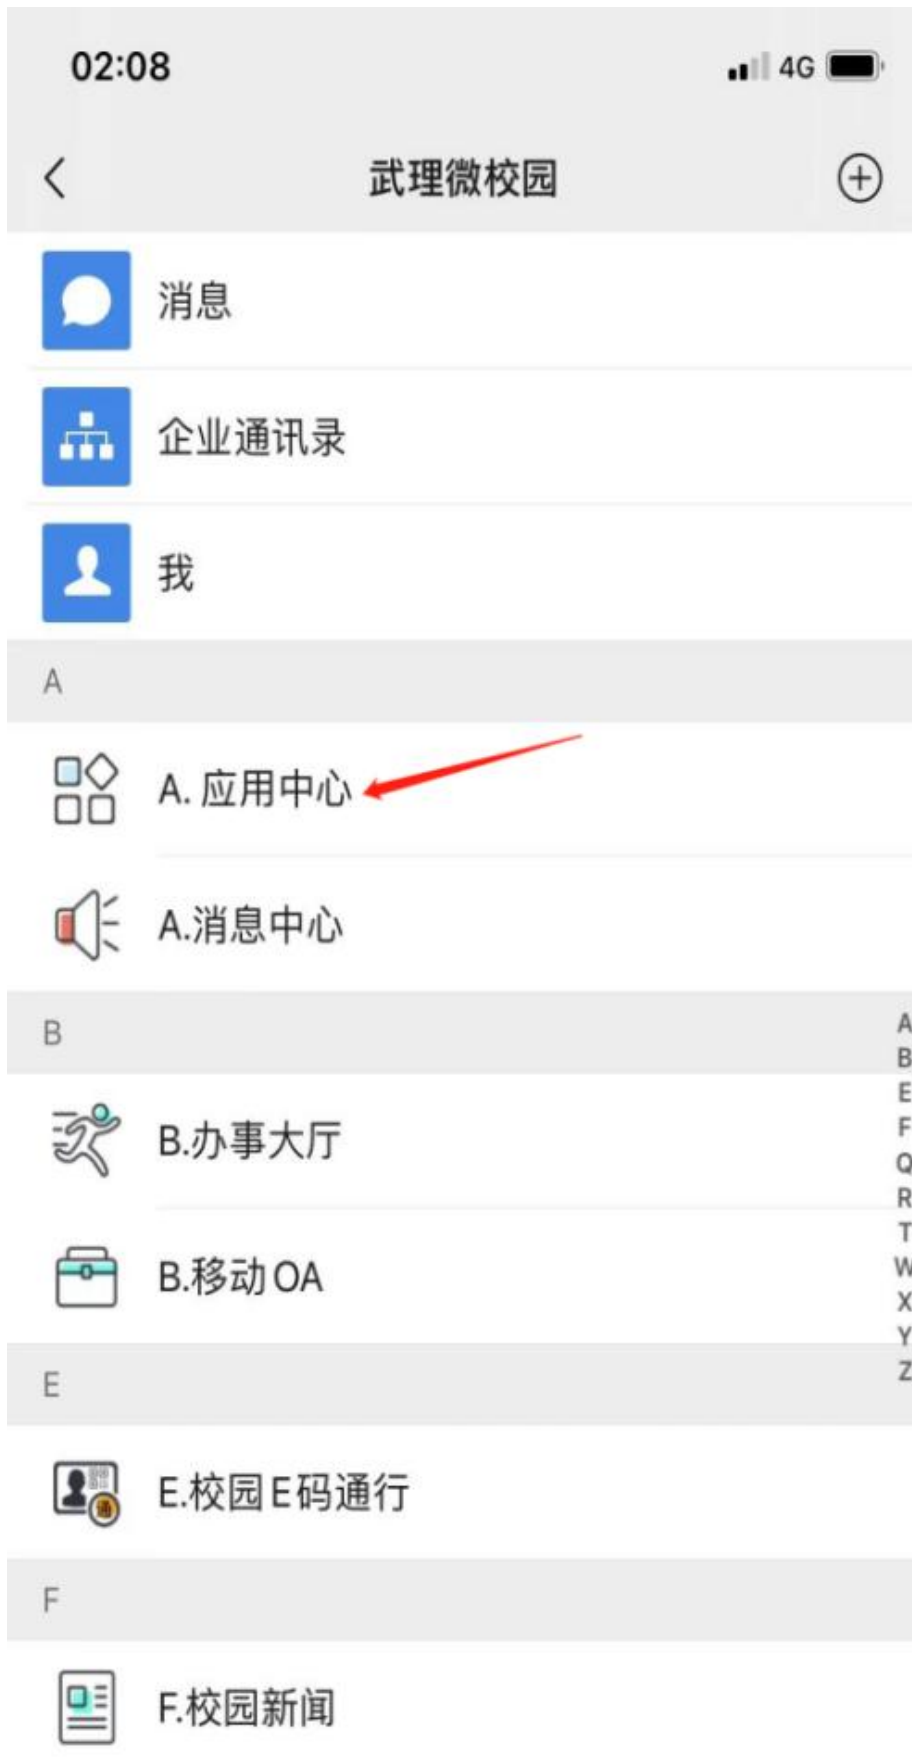 02:08
4G
武理微校园
消息
企业通讯录
我
A
A. 应用中心
A.消息中心
B
B.办事大厅
B.移动OA
E
E.校园E码通行
通
F
F.校园新闻
A
B
E
F
Q
R
T
W
X
Y
Z